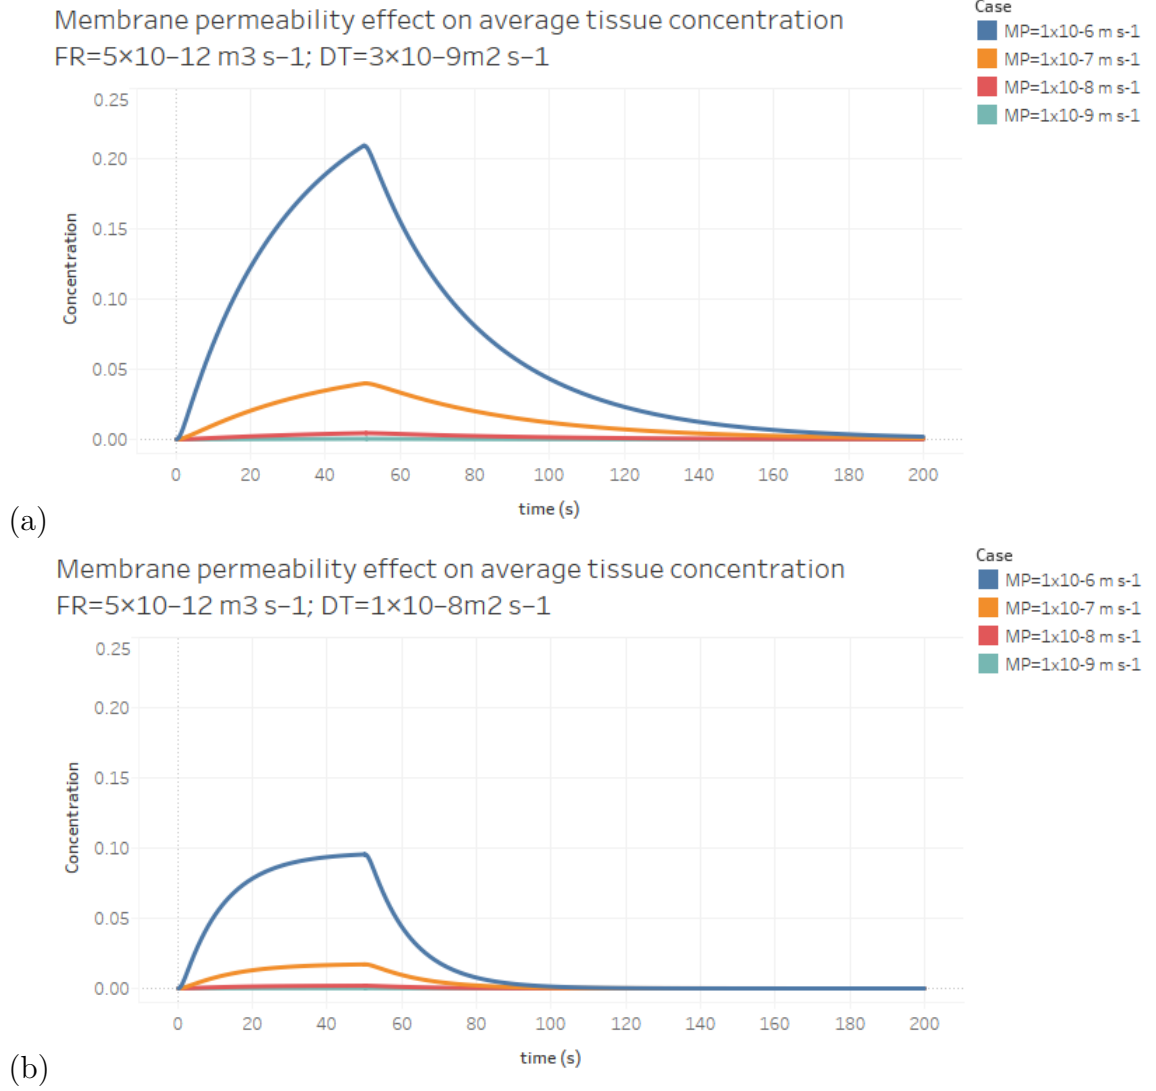 Membrane permeability effect on average tissue concentration
FR=5×10–12 m3 s–1; DT=3×10–9m2 s–1
Case
MP=1x10-6 m s-1
MP=1x10-7 m s-1
MP=1x10-8 m s-1
MP=1x10-9 m s-1
0.25
0.20
0.15
0.10
0.05
0.00
Concentration
0 20 40 60 80 100 120 140 160 180 200
time (s)
(a)
Membrane permeability effect on average tissue concentration
FR=5×10–12 m3 s–1; DT=1×10–8m2 s–1
Case
MP=1x10-6 m s-1
MP=1x10-7 m s-1
MP=1x10-8 m s-1
MP=1x10-9 m s-1
0.25
0.20
0.15
0.10
0.05
0.00
Concentration
0 20 40 60 80 100 120 140 160 180 200
time (s)
(b)